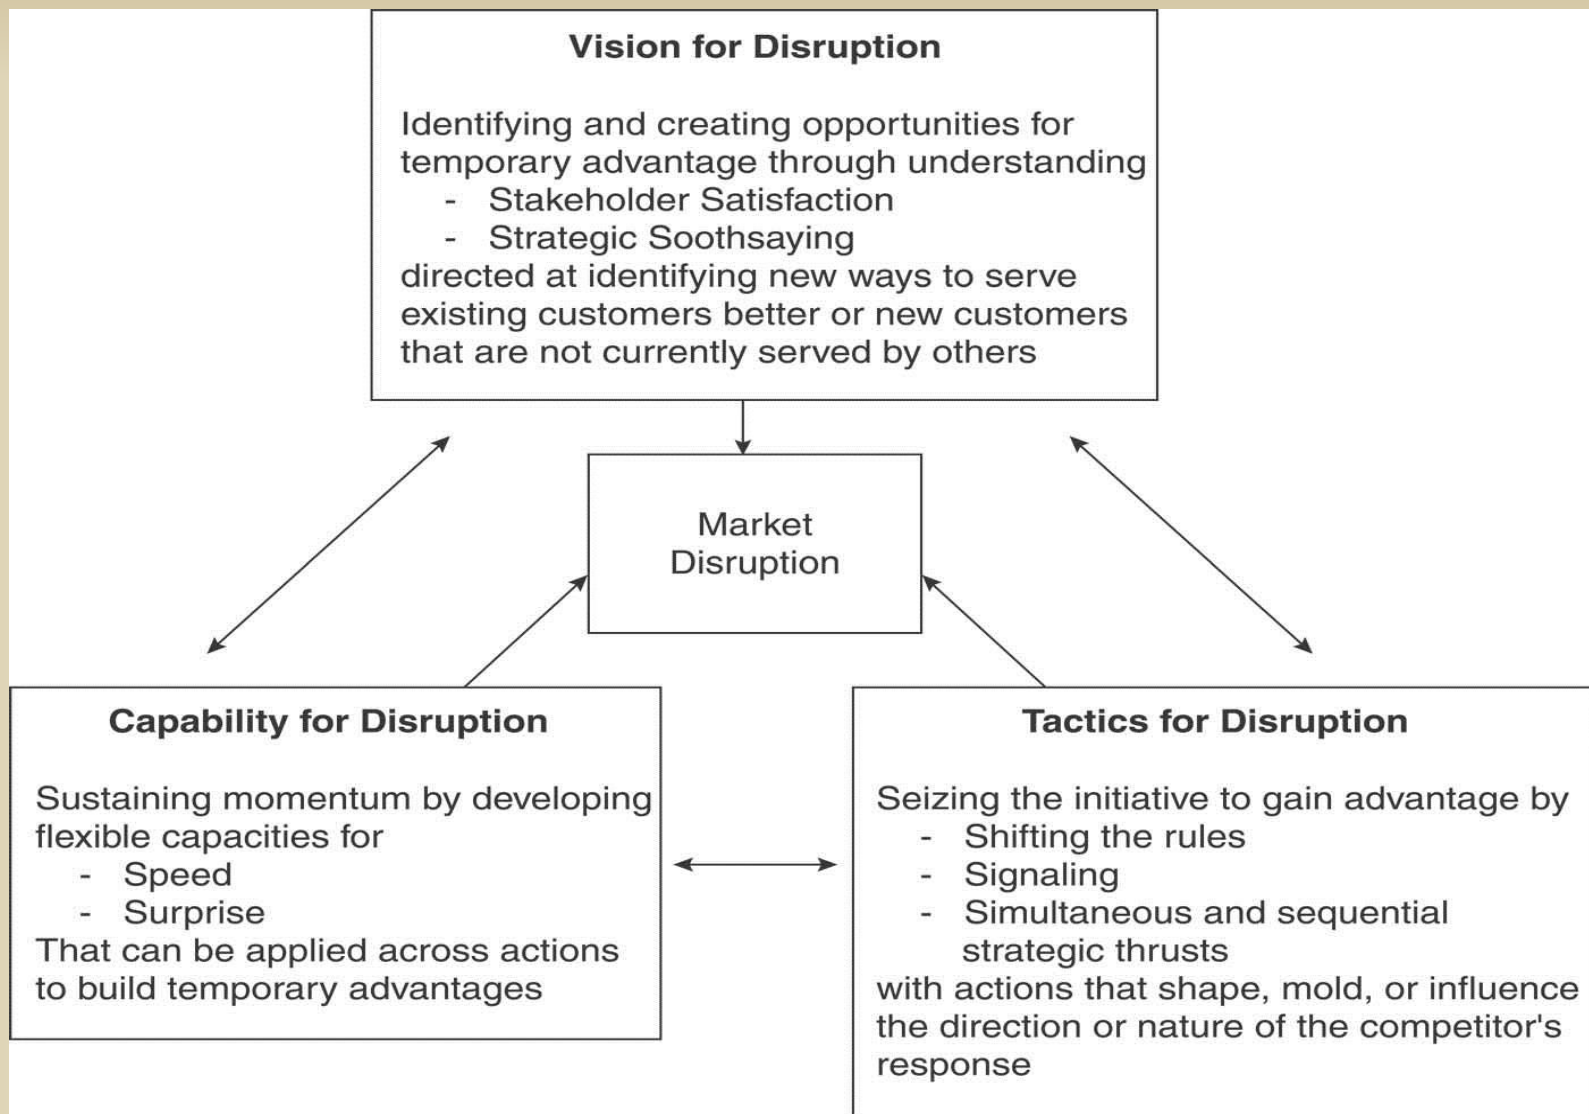 Vision for Disruption
Identifying and creating opportunities for
temporary advantage through understanding
- Stakeholder Satisfaction
- Strategic Soothsaying
directed at identifying new ways to serve
existing customers better or new customers
that are not currently served by others
Market
Disruption
Capability for Disruption
Sustaining momentum by developing
flexible capacities for
- Speed
- Surprise
That can be applied across actions
to build temporary advantages
Tactics for Disruption
Seizing the initiative to gain advantage by
- Shifting the rules
- Signaling
- Simultaneous and sequential
strategic thrusts
with actions that shape, mold, or influence
the direction or nature of the competitor's
response